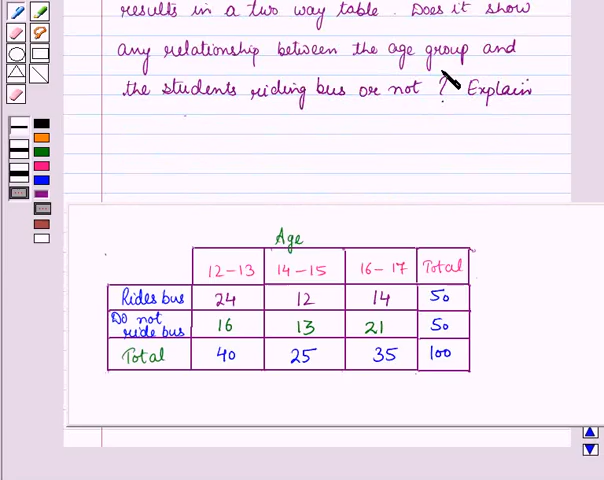 results in a two way table. Does it show
any relationship between the age group and
the students riding bus or not ? Explain
Age
12-13 14-15 16-17 Total
Rides bus 24 12 14 50
Do not ride bus 16 13 21 50
Total 40 25 35 100